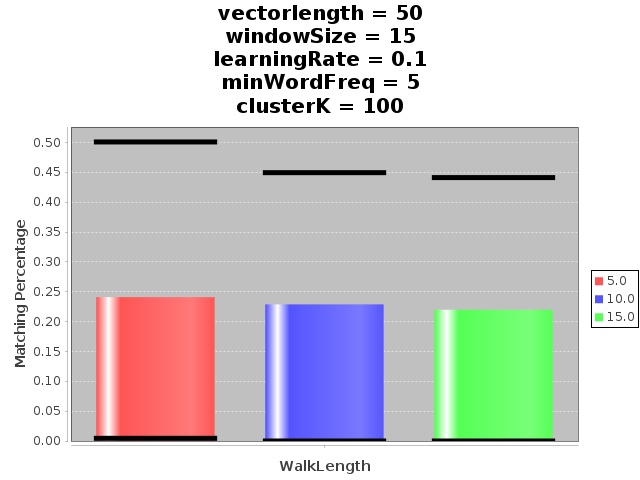 vectorlength = 50
windowSize = 15
learningRate = 0.1
minWordFreq = 5
clusterK = 100
Matching Percentage
0.50
0.45
0.40
0.35
0.30
0.25
0.20
0.15
0.10
0.05
0.00
WalkLength
5.0
10.0
15.0